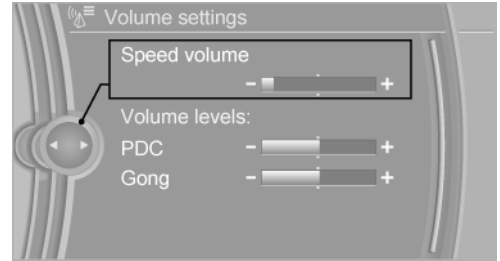 Volume settings
Speed volume
- +
Volume levels:
PDC - +
Gong - +